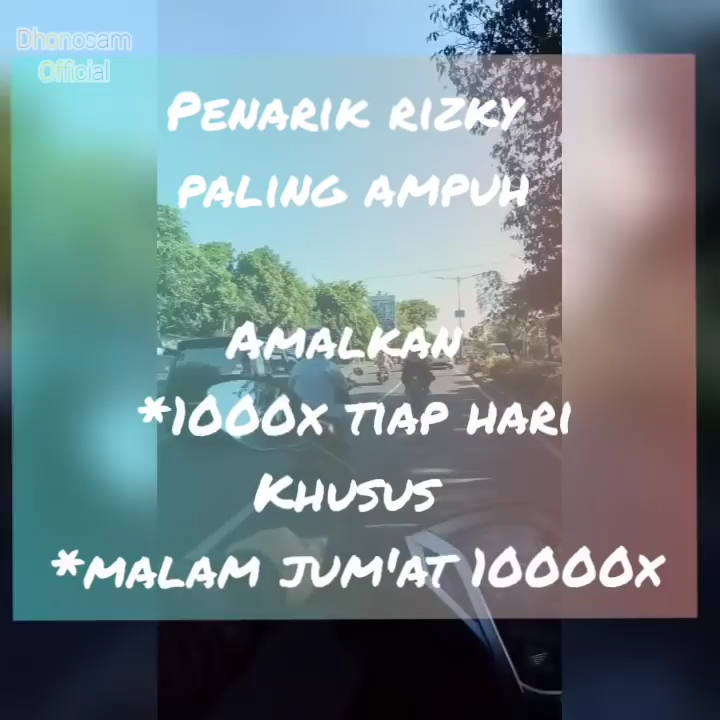 Dhonosam
Official
Penarik rizky
paling ampuh
Amalkan
*1000x tiap hari
Khusus
*malam jum'at 10000x